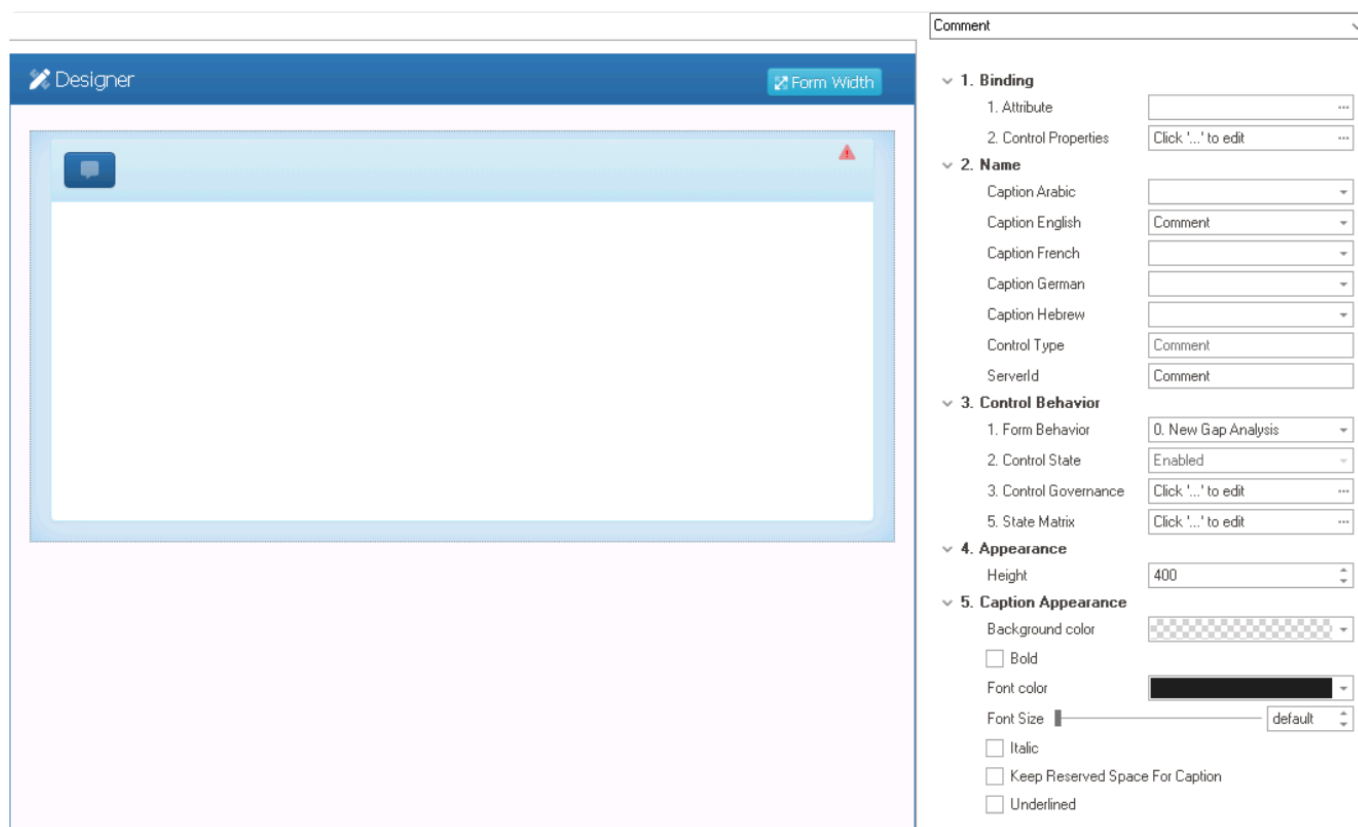 Comment
Designer
Form Width
1. Binding
1. Attribute ...
2. Control Properties Click '...' to edit ...
2. Name
Caption Arabic
Caption English Comment
Caption French
Caption German
Caption Hebrew
Control Type Comment
ServerId Comment
3. Control Behavior
1. Form Behavior 0. New Gap Analysis
2. Control State Enabled
3. Control Governance Click '...' to edit ...
5. State Matrix Click '...' to edit ...
4. Appearance
Height 400
5. Caption Appearance
Background color
Bold
Font color
Font Size default
Italic
Keep Reserved Space For Caption
Underlined